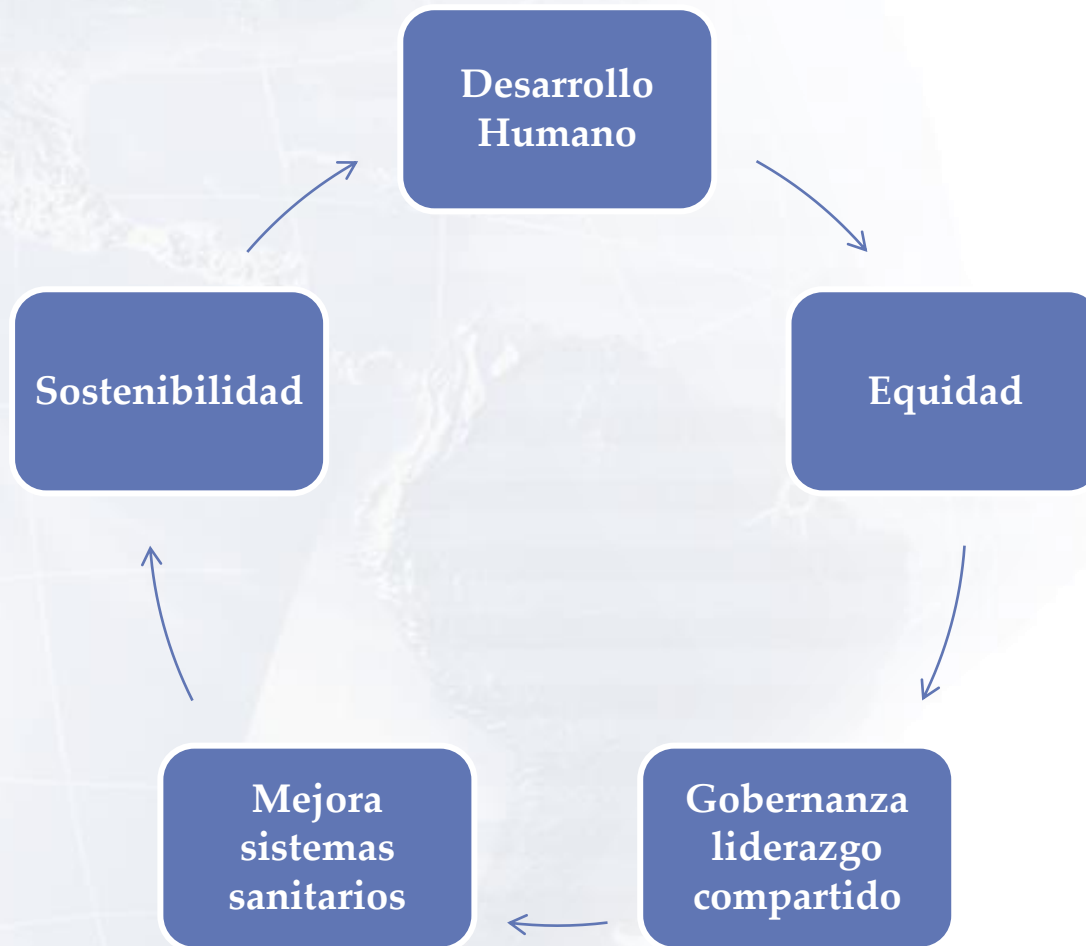 Desarrollo
Humano
Equidad
Gobernanza
liderazgo
compartido
Mejora
sistemas
sanitarios
Sostenibilidad